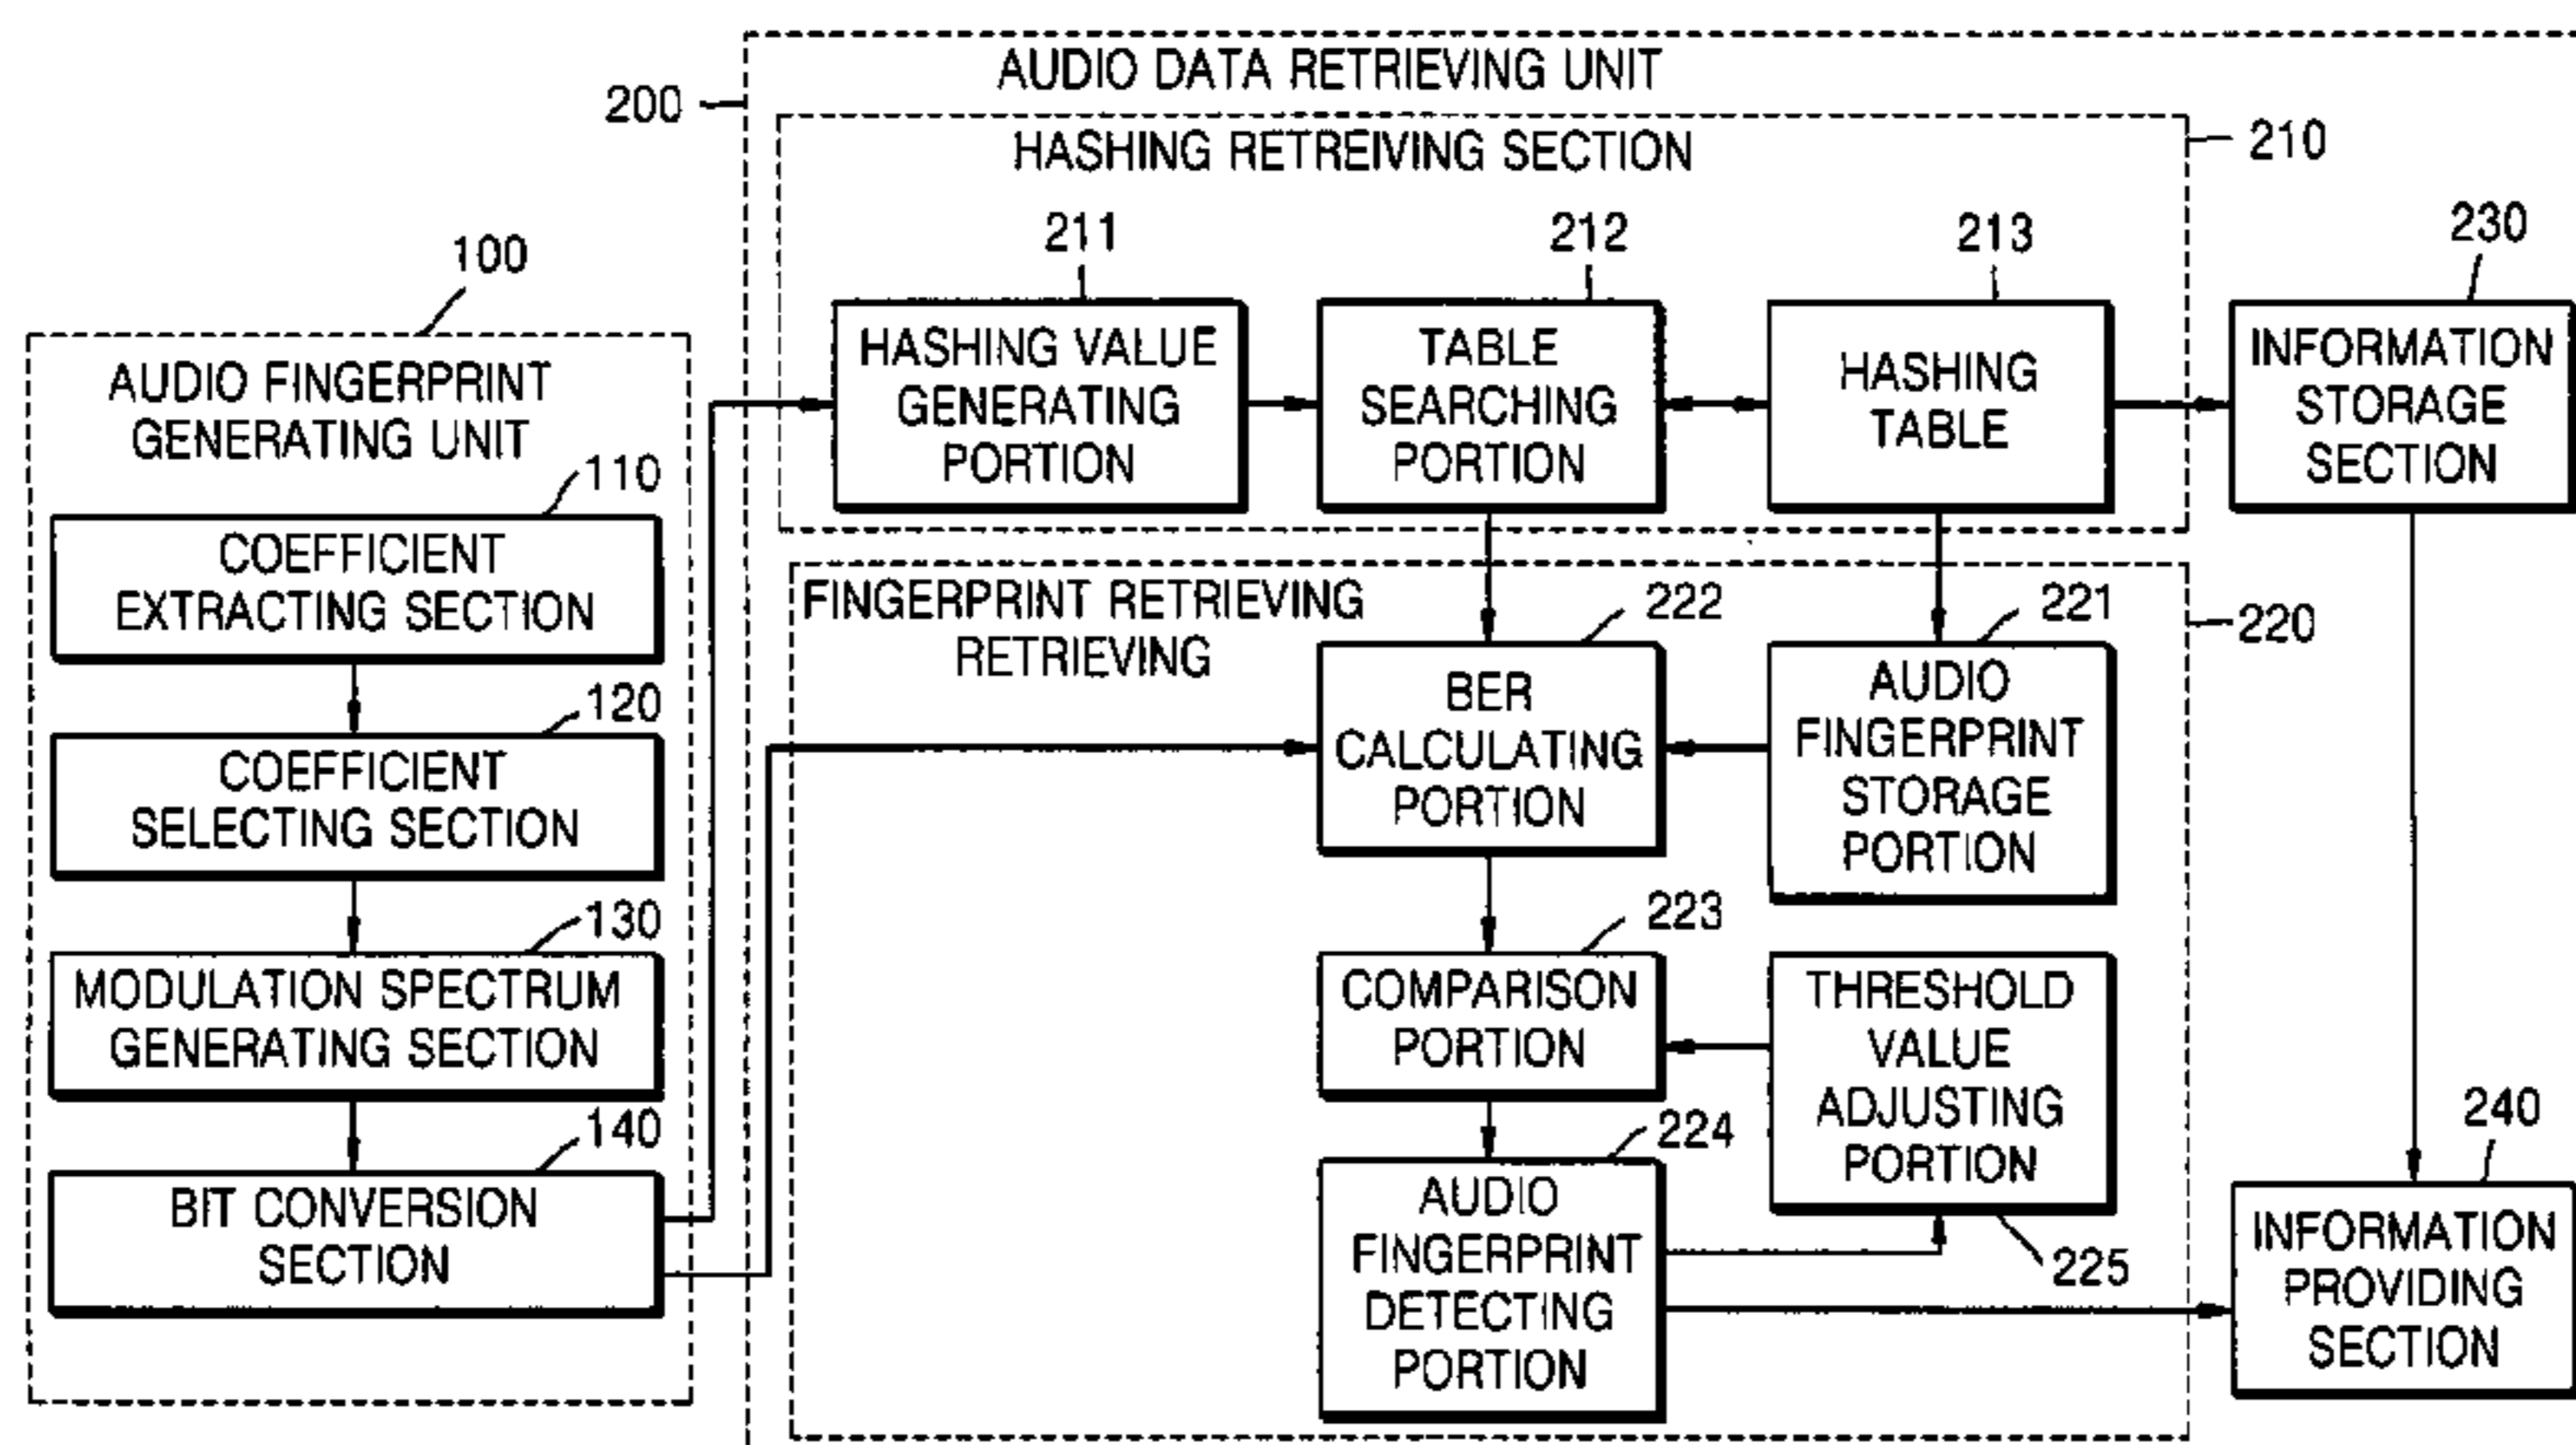 AUDIO DATA RETRIEVING UNIT
200
HASHING RETREIVING SECTION
210
211
212
213
230
100
HASHING VALUE
GENERATING
PORTION
TABLE
SEARCHING
PORTION
HASHING
TABLE
INFORMATION
STORAGE
SECTION
AUDIO FINGERPRINT
GENERATING UNIT
110
COEFFICIENT
EXTRACTING SECTION
120
COEFFICIENT
SELECTING SECTION
130
MODULATION SPECTRUM
GENERATING SECTION
140
BIT CONVERSION
SECTION
FINGERPRINT RETRIEVING
RETRIEVING
222
221
220
BER
CALCULATING
PORTION
AUDIO
FINGERPRINT
STORAGE
PORTION
223
COMPARISON
PORTION
THRESHOLD
VALUE
ADJUSTING
PORTION
224
225
240
AUDIO
FINGERPRINT
DETECTING
PORTION
INFORMATION
PROVIDING
SECTION